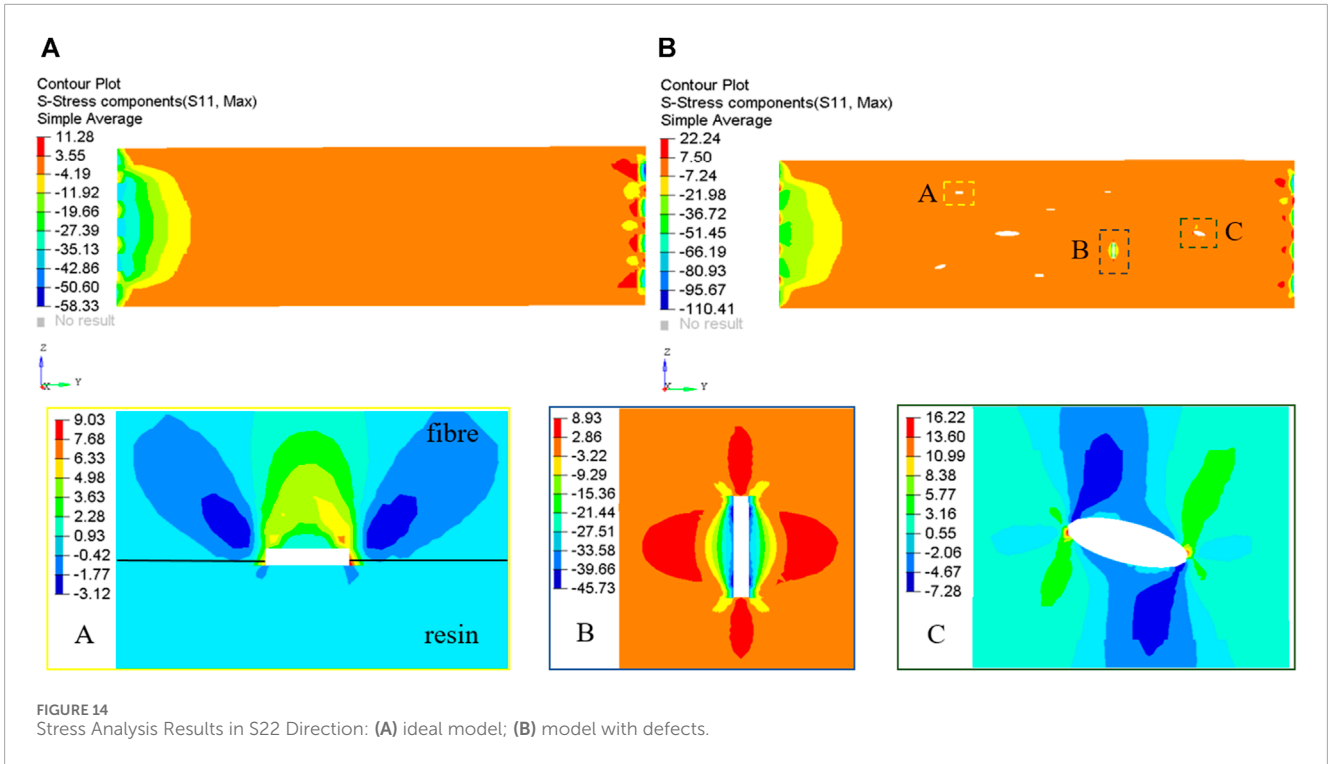 A
Contour Plot
S-Stress components(S11, Max)
Simple Average
11.28
3.55
-4.19
-11.92
-19.66
-27.39
-35.13
-42.86
-50.60
-58.33
No result
Z
X Y
B
Contour Plot
S-Stress components(S11, Max)
Simple Average
22.24
7.50
-7.24
-21.98
-36.72
-51.45
-66.19
-80.93
-95.67
-110.41
No result
Z
X Y
A
B
C
9.03
7.68
6.33
4.98
3.63
2.28
0.93
-0.42
-1.77
-3.12
fibre
resin
A
8.93
2.86
-3.22
-9.29
-15.36
-21.44
-27.51
-33.58
-39.66
-45.73
B
16.22
13.60
10.99
8.38
5.77
3.16
0.55
-2.06
-4.67
-7.28
C
FIGURE 14
Stress Analysis Results in S22 Direction: (A) ideal model; (B) model with defects.